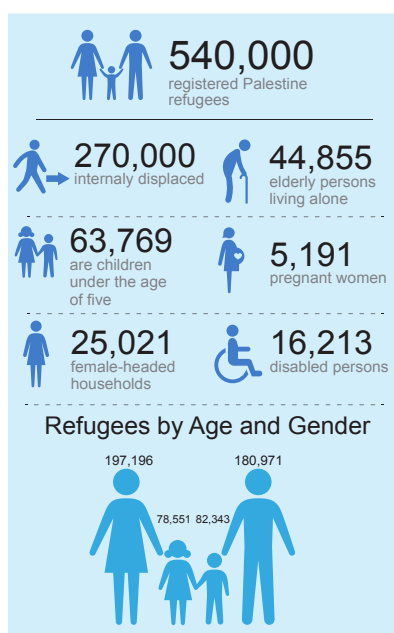 540,000
registered Palestine
refugees
270,000
internaly displaced
44,855
elderly persons
living alone
63,769
are children
under the age
of five
5,191
pregnant women
25,021
female-headed
households
16,213
disabled persons
Refugees by Age and Gender
197,196
180,971
78,551
82,343